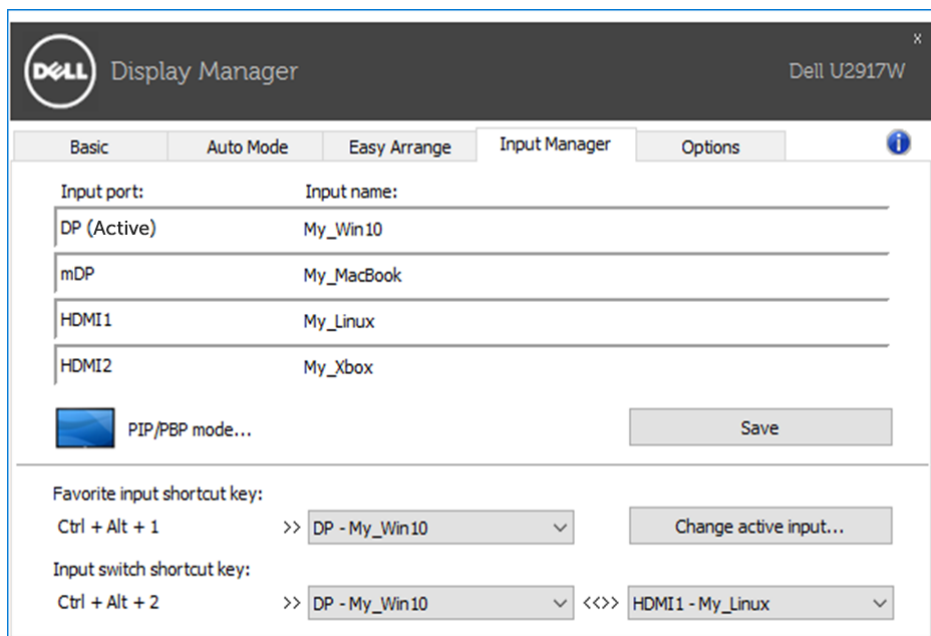 DELL Display Manager Dell U2917W x
Basic Auto Mode Easy Arrange Input Manager Options i
Input port: Input name:
DP (Active) My_Win10
mDP My_MacBook
HDMI1 My_Linux
HDMI2 My_Xbox
PIP/PBP mode... Save
Favorite input shortcut key:
Ctrl + Alt + 1 >> DP - My_Win10 Change active input...
Input switch shortcut key:
Ctrl + Alt + 2 >> DP - My_Win10 <<>> HDMI1 - My_Linux